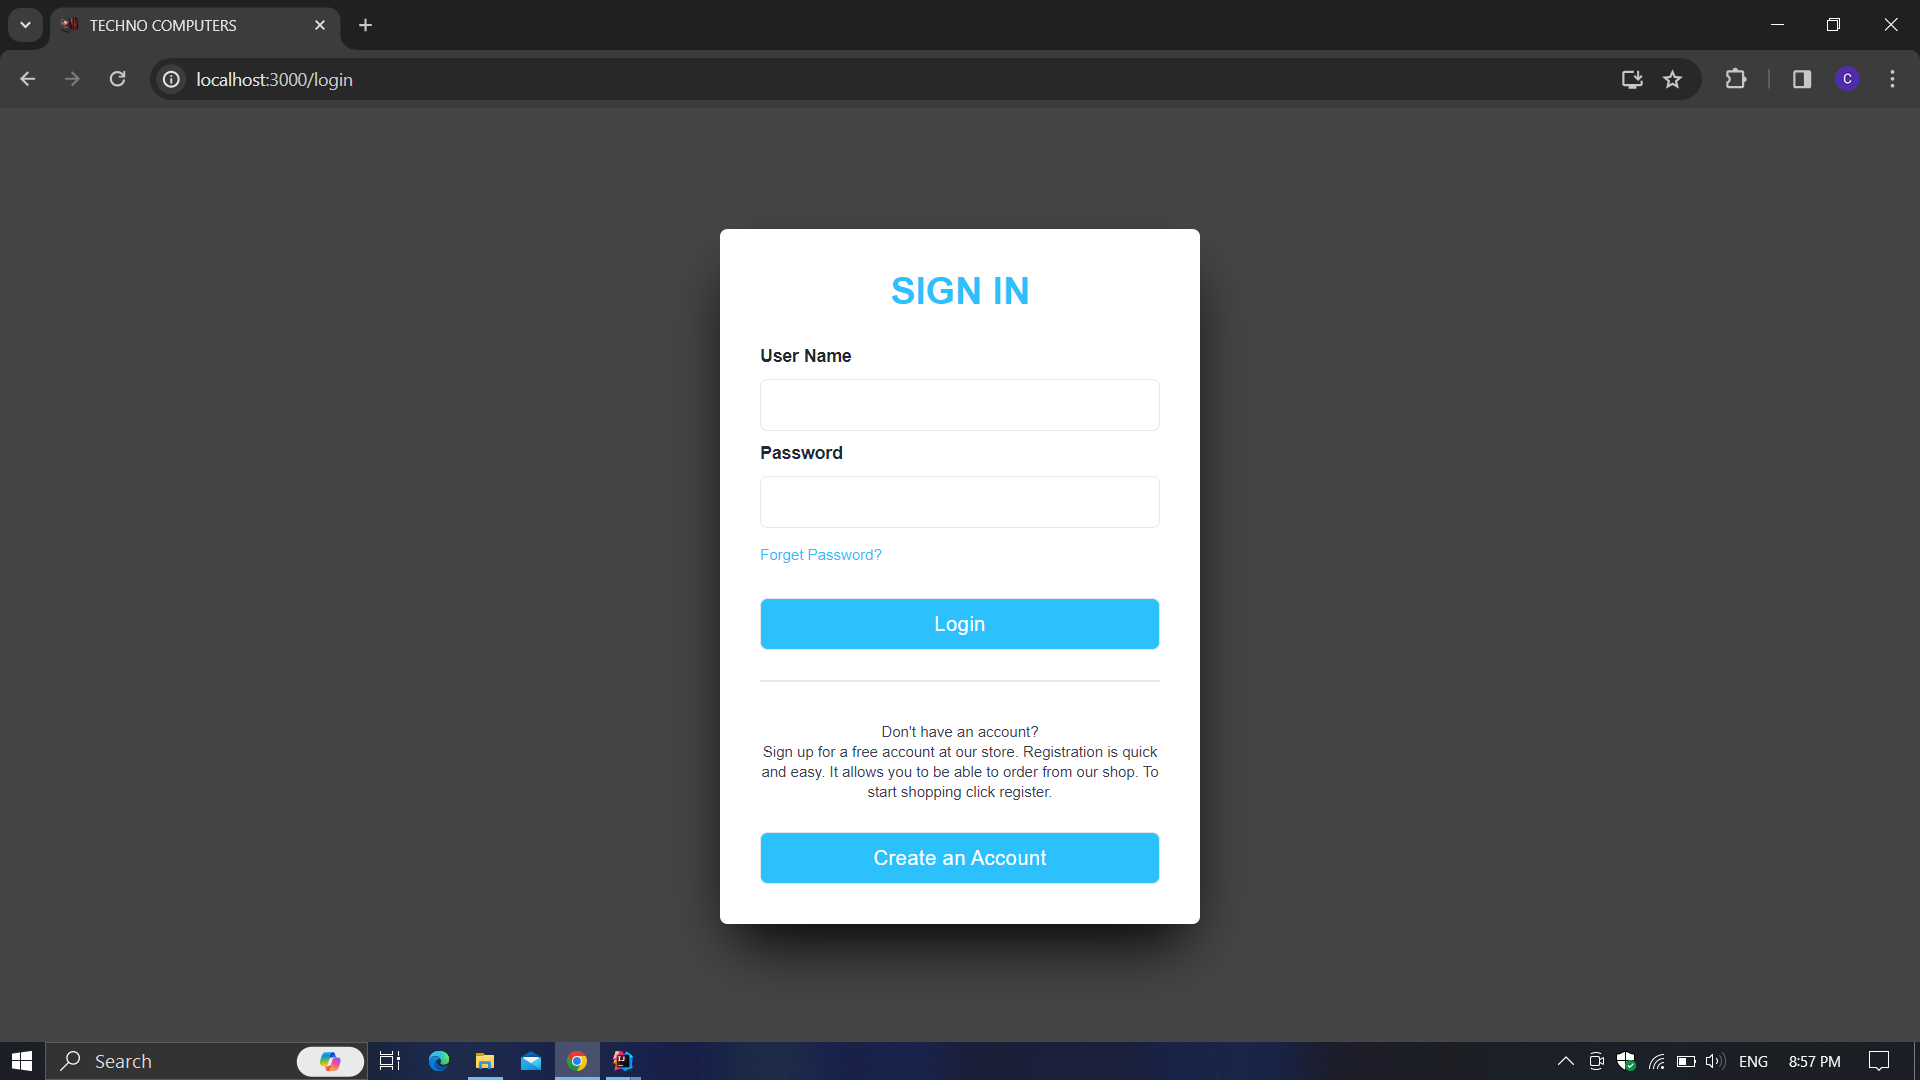 TECHNO COMPUTERS
localhost:3000/login
C
SIGN IN
User Name
Password
Forget Password?
Login
Don't have an account?
Sign up for a free account at our store. Registration is quick
and easy. It allows you to be able to order from our shop. To
start shopping click register.
Create an Account
Search
IJ
ENG
8:57 PM